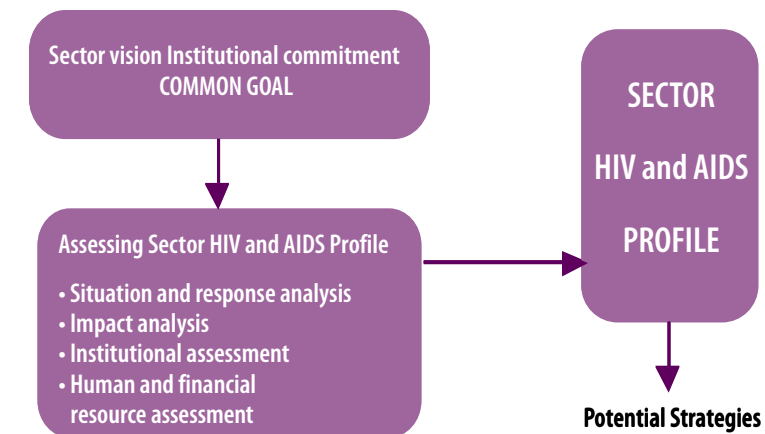 Sector vision Institutional commitment
COMMON GOAL
Assessing Sector HIV and AIDS Profile
• Situation and response analysis
• Impact analysis
• Institutional assessment
• Human and financial
resource assessment
SECTOR
HIV and AIDS
PROFILE
Potential Strategies